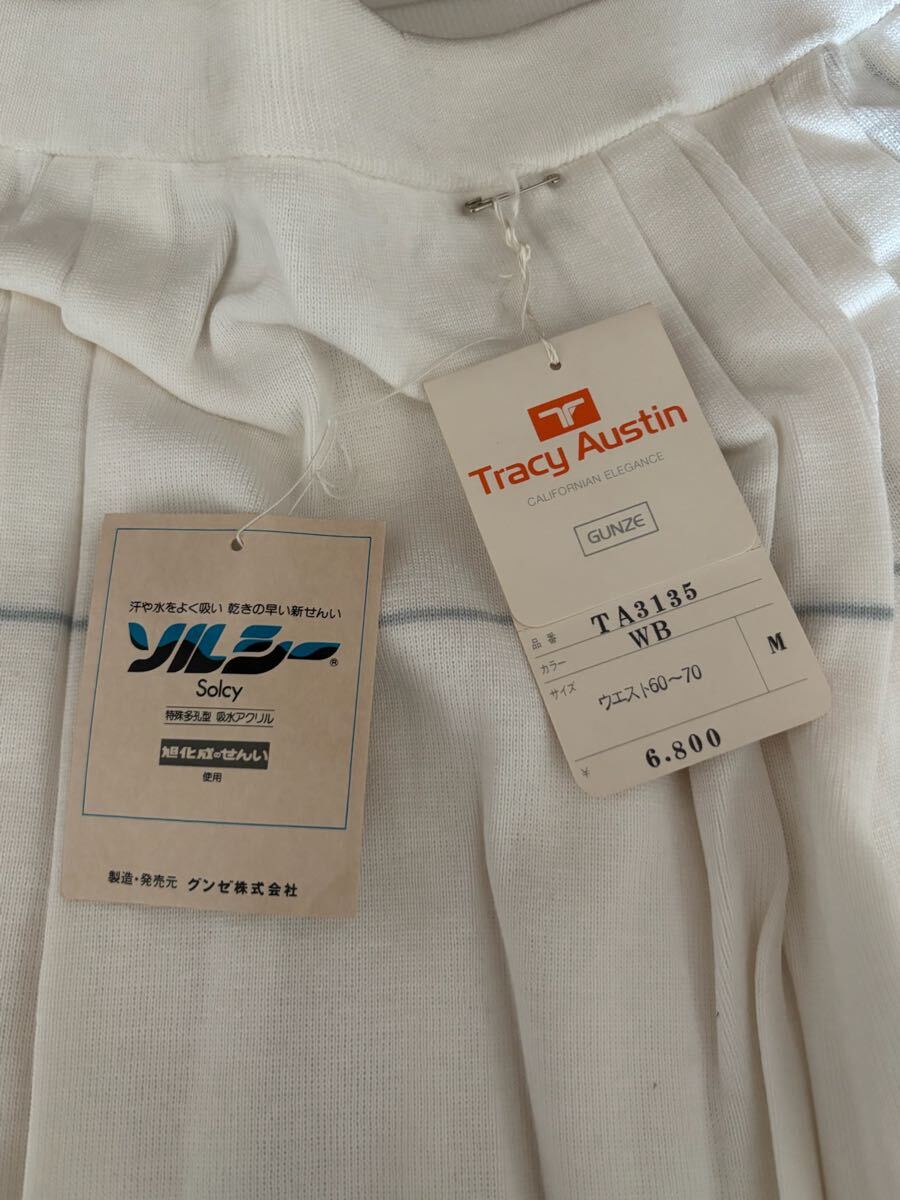 汗や水をよく吸い 乾きの早い新せんい
ソルシー®
Solcy
特殊多孔型 吸水アクリル
旭化成のせんい
使用
製造・発売元 グンゼ株式会社
Tracy Austin
CALIFORNIAN ELEGANCE
GUNZE
品番 TA3135
カラー WB
サイズ ウエスト60〜70 M
¥ 6.800